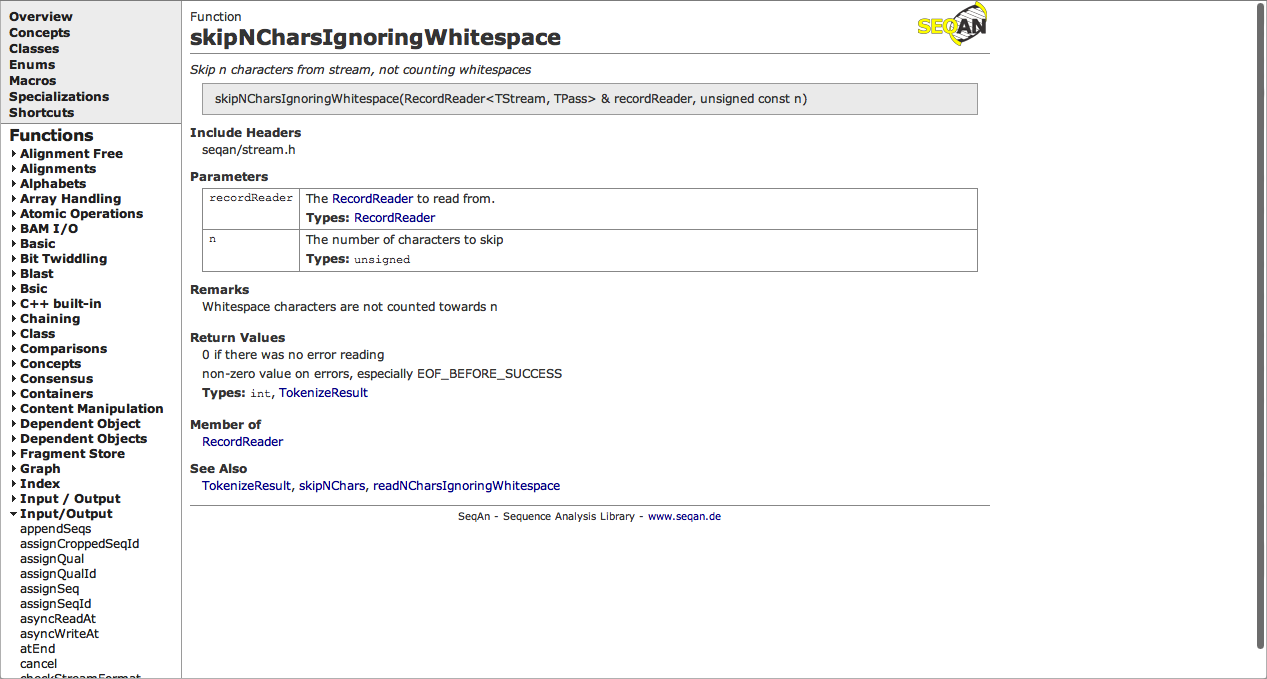 Overview
Concepts
Classes
Enums
Macros
Specializations
Shortcuts
Functions
Alignment Free
Alignments
Alphabets
Array Handling
Atomic Operations
BAM I/O
Basic
Bit Twiddling
Blast
Bsic
C++ built-in
Chaining
Class
Comparisons
Concepts
Consensus
Containers
Content Manipulation
Dependent Object
Dependent Objects
Fragment Store
Graph
Index
Input / Output
Input/Output
appendSeqs
assignCroppedSeqId
assignQual
assignQualId
assignSeq
assignSeqId
asyncReadAt
asyncWriteAt
atEnd
cancel
checkStreamFormat
Function
skipNCharsIgnoringWhitespace
SEQAN
Skip n characters from stream, not counting whitespaces
skipNCharsIgnoringWhitespace(RecordReader<TStream, TPass> & recordReader, unsigned const n)
Include Headers
seqan/stream.h
Parameters
recordReader
The RecordReader to read from.
Types: RecordReader
n
The number of characters to skip
Types: unsigned
Remarks
Whitespace characters are not counted towards n
Return Values
0 if there was no error reading
non-zero value on errors, especially EOF_BEFORE_SUCCESS
Types: int, TokenizeResult
Member of
RecordReader
See Also
TokenizeResult, skipNChars, readNCharsIgnoringWhitespace
SeqAn - Sequence Analysis Library - www.seqan.de